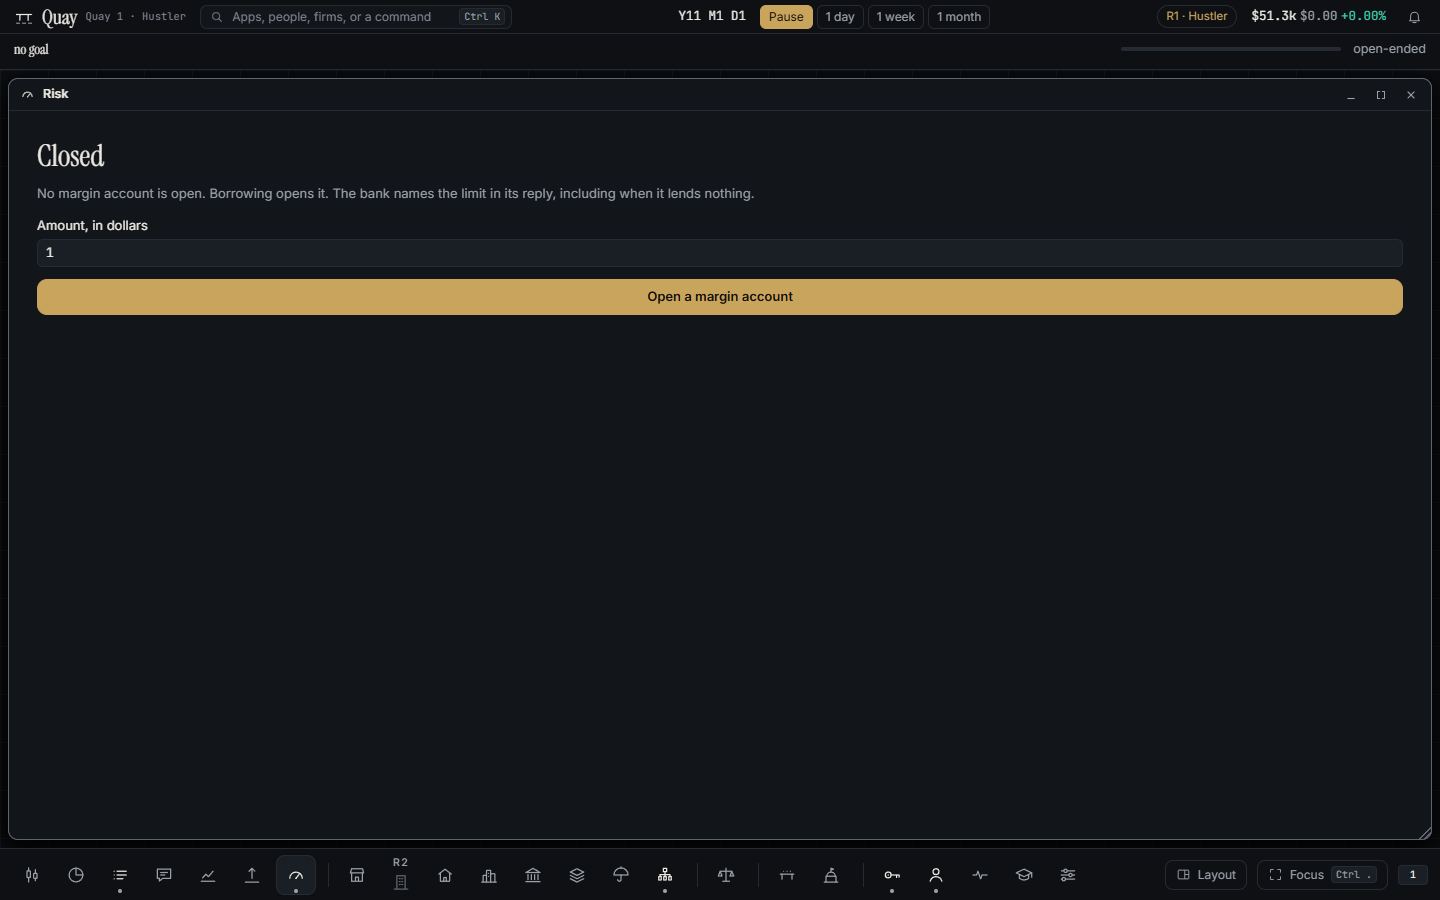 Quay Quay 1 · Hustler Apps, people, firms, or a command Ctrl K Y11 M1 D1 Pause 1 day 1 week 1 month R1 · Hustler $51.3k $0.00 +0.00%
no goal open-ended
Risk
Closed
No margin account is open. Borrowing opens it. The bank names the limit in its reply, including when it lends nothing.
Amount, in dollars
1
Open a margin account
R2
Layout Focus Ctrl . 1